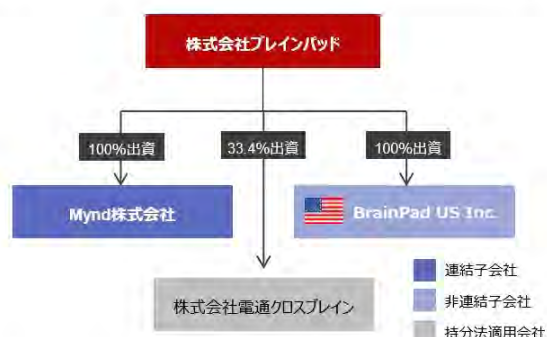 株式会社ブレインパッド
100%出資
33.4%出資
100%出資
Mynd株式会社
BrainPad US Inc.
株式会社電通クロスブレイン
連結子会社
非連結子会社
持分法適用会社